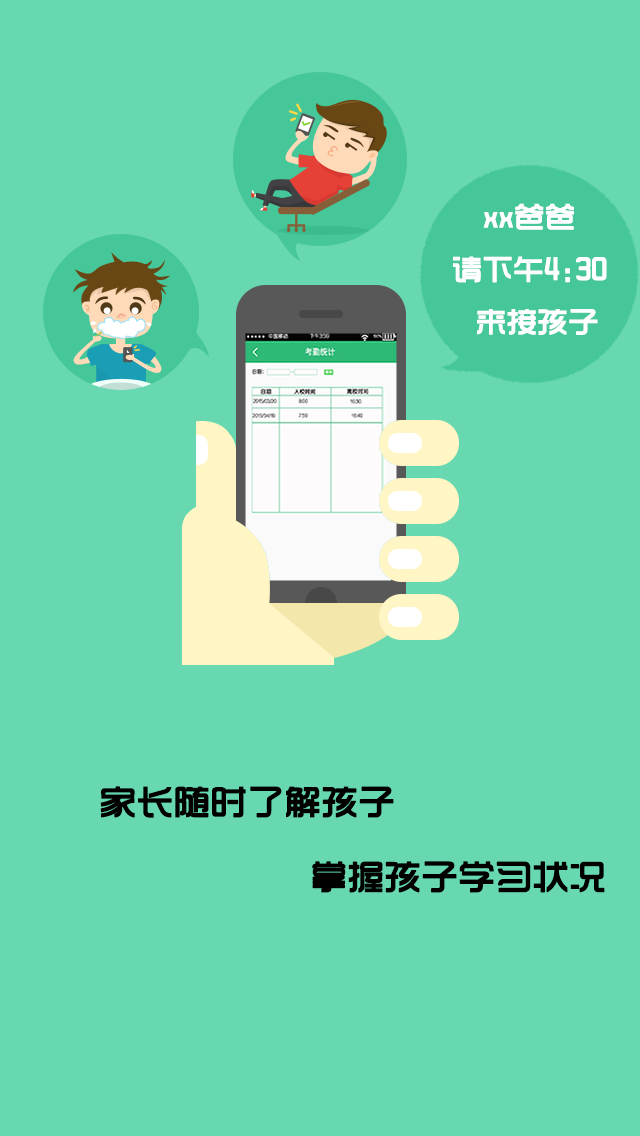 xx爸爸
请下午4:30
来接孩子
中国移动 下午3:59
考勤统计
日期:
日期 入校时间 离校时间
2015/03/20 8:00 16:30
2015/04/18 7:59 16:40
家长随时了解孩子
掌握孩子学习状况